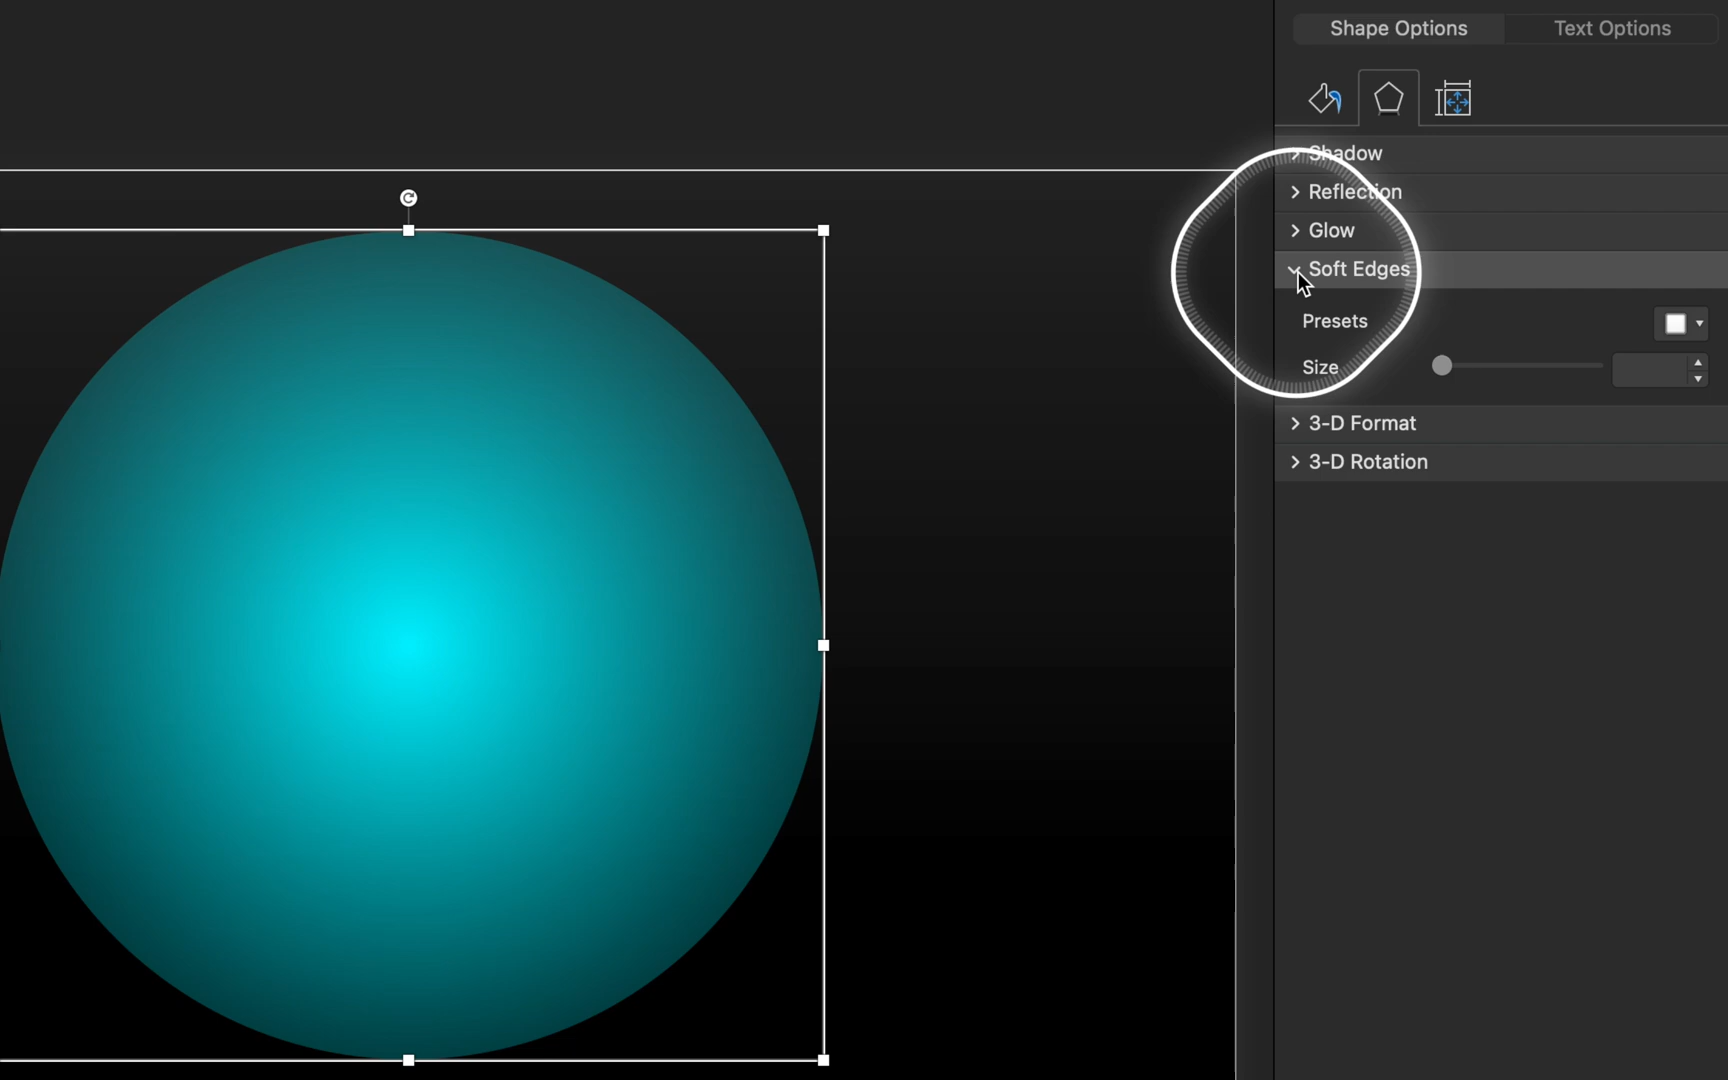 Shape Options Text Options
Shadow
Reflection
Glow
Soft Edges
Presets
Size
3-D Format
3-D Rotation